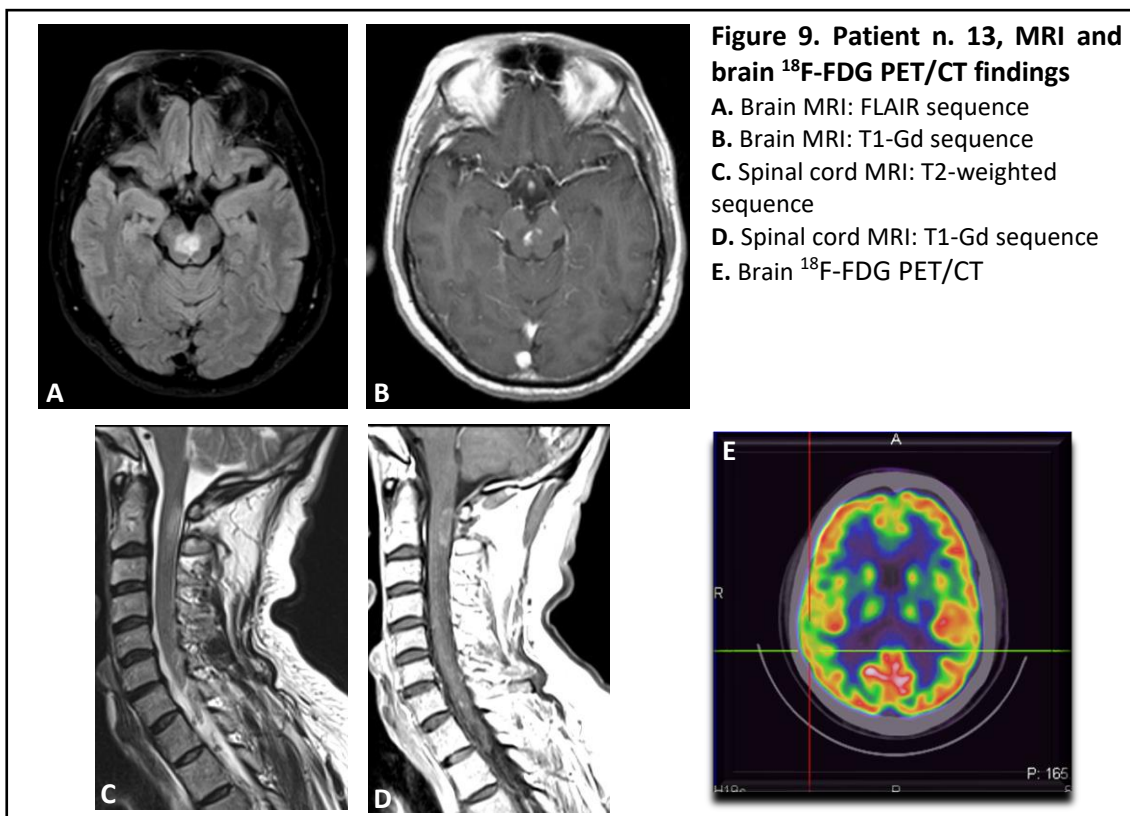 Figure 9. Patient n. 13, MRI and
brain ¹⁸F-FDG PET/CT findings
A. Brain MRI: FLAIR sequence
B. Brain MRI: T1-Gd sequence
C. Spinal cord MRI: T2-weighted
sequence
D. Spinal cord MRI: T1-Gd sequence
E. Brain ¹⁸F-FDG PET/CT
A
B
C
D
E
A
R
P: 165